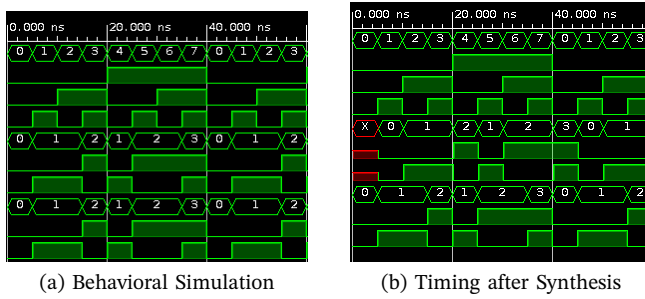 0.000 ns 20.000 ns 40.000 ns
0 1 2 3 4 5 6 7 0 1 2 3
0 1 2 1 2 3 0 1 2
0 1 2 1 2 3 0 1 2
(a) Behavioral Simulation
0.000 ns 20.000 ns 40.000 ns
0 1 2 3 4 5 6 7 0 1 2 3
X 0 1 2 1 2 3 0 1
0 1 2 1 2 3 0 1 2
(b) Timing after Synthesis